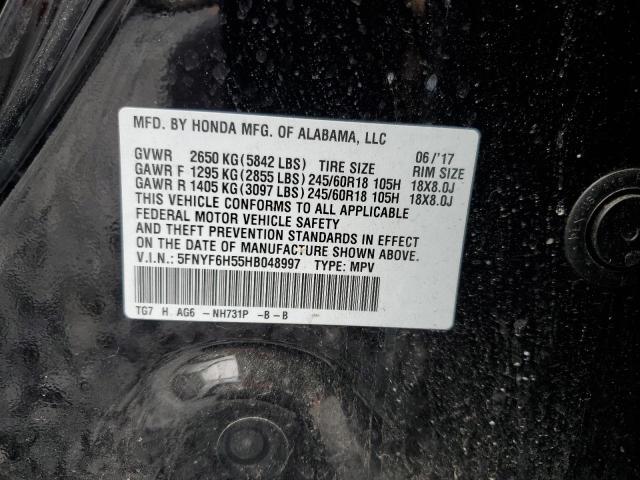 MFD. BY HONDA MFG. OF ALABAMA, LLC
06/'17
GVWR 2650 KG(5842 LBS) TIRE SIZE RIM SIZE
GAWR F 1295 KG(2855 LBS) 245/60R18 105H 18X8.0J
GAWR R 1405 KG(3097 LBS) 245/60R18 105H 18X8.0J
THIS VEHICLE CONFORMS TO ALL APPLICABLE
FEDERAL MOTOR VEHICLE SAFETY
AND THEFT PREVENTION STANDARDS IN EFFECT
ON THE DATE OF MANUFACTURE SHOWN ABOVE.
V.I.N.: 5FNYF6H55HB048997 TYPE: MPV
TG7 H AG6 - NH731P -B - B